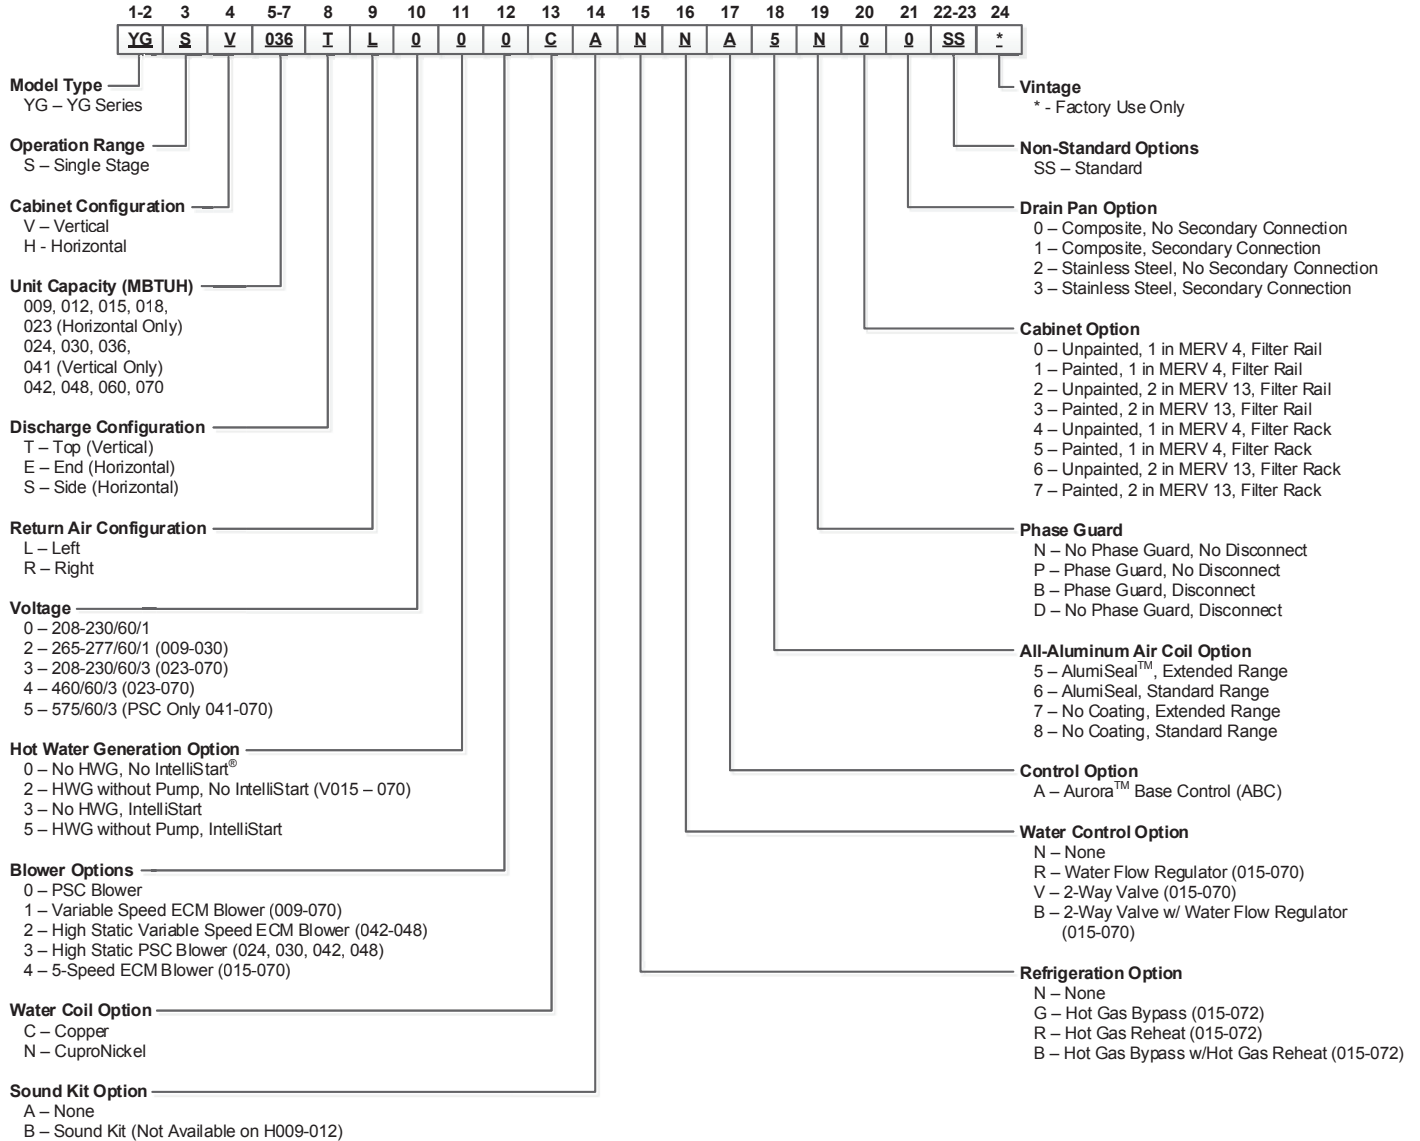 1-2 3 4 5-7 8 9 10 11 12 13 14 15 16 17 18 19 20 21 22-23 24
YG S V 036 T L 0 0 0 C A N N A 5 N 0 0 SS *
Model Type
YG – YG Series
Operation Range
S – Single Stage
Cabinet Configuration
V – Vertical
H - Horizontal
Unit Capacity (MBTUH)
009, 012, 015, 018,
023 (Horizontal Only)
024, 030, 036,
041 (Vertical Only)
042, 048, 060, 070
Discharge Configuration
T – Top (Vertical)
E – End (Horizontal)
S – Side (Horizontal)
Return Air Configuration
L – Left
R – Right
Voltage
0 – 208-230/60/1
2 – 265-277/60/1 (009-030)
3 – 208-230/60/3 (023-070)
4 – 460/60/3 (023-070)
5 – 575/60/3 (PSC Only 041-070)
Hot Water Generation Option
0 – No HWG, No IntelliStart®
2 – HWG without Pump, No IntelliStart (V015 – 070)
3 – No HWG, IntelliStart
5 – HWG without Pump, IntelliStart
Blower Options
0 – PSC Blower
1 – Variable Speed ECM Blower (009-070)
2 – High Static Variable Speed ECM Blower (042-048)
3 – High Static PSC Blower (024, 030, 042, 048)
4 – 5-Speed ECM Blower (015-070)
Water Coil Option
C – Copper
N – CuproNickel
Sound Kit Option
A – None
B – Sound Kit (Not Available on H009-012)
Vintage
* - Factory Use Only
Non-Standard Options
SS – Standard
Drain Pan Option
0 – Composite, No Secondary Connection
1 – Composite, Secondary Connection
2 – Stainless Steel, No Secondary Connection
3 – Stainless Steel, Secondary Connection
Cabinet Option
0 – Unpainted, 1 in MERV 4, Filter Rail
1 – Painted, 1 in MERV 4, Filter Rail
2 – Unpainted, 2 in MERV 13, Filter Rail
3 – Painted, 2 in MERV 13, Filter Rail
4 – Unpainted, 1 in MERV 4, Filter Rack
5 – Painted, 1 in MERV 4, Filter Rack
6 – Unpainted, 2 in MERV 13, Filter Rack
7 – Painted, 2 in MERV 13, Filter Rack
Phase Guard
N – No Phase Guard, No Disconnect
P – Phase Guard, No Disconnect
B – Phase Guard, Disconnect
D – No Phase Guard, Disconnect
All-Aluminum Air Coil Option
5 – AlumiSeal™, Extended Range
6 – AlumiSeal, Standard Range
7 – No Coating, Extended Range
8 – No Coating, Standard Range
Control Option
A – Aurora™ Base Control (ABC)
Water Control Option
N – None
R – Water Flow Regulator (015-070)
V – 2-Way Valve (015-070)
B – 2-Way Valve w/ Water Flow Regulator
(015-070)
Refrigeration Option
N – None
G – Hot Gas Bypass (015-072)
R – Hot Gas Reheat (015-072)
B – Hot Gas Bypass w/Hot Gas Reheat (015-072)